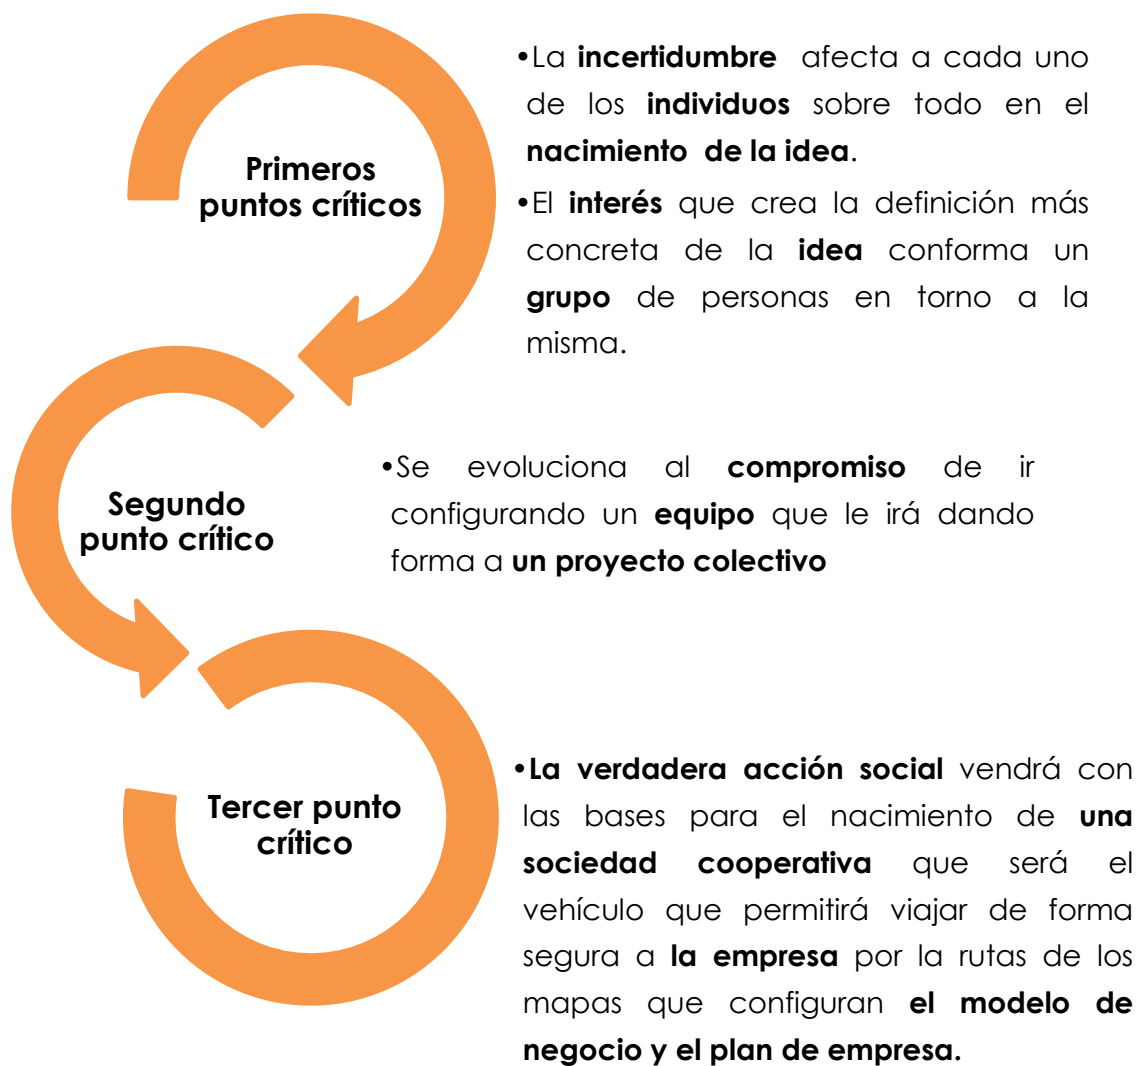 Primeros
puntos críticos
•La incertidumbre afecta a cada uno
de los individuos sobre todo en el
nacimiento de la idea.
•El interés que crea la definición más
concreta de la idea conforma un
grupo de personas en torno a la
misma.
Segundo
punto crítico
•Se evoluciona al compromiso de ir
configurando un equipo que le irá dando
forma a un proyecto colectivo
Tercer punto
crítico
•La verdadera acción social vendrá con
las bases para el nacimiento de una
sociedad cooperativa que será el
vehículo que permitirá viajar de forma
segura a la empresa por la rutas de los
mapas que configuran el modelo de
negocio y el plan de empresa.